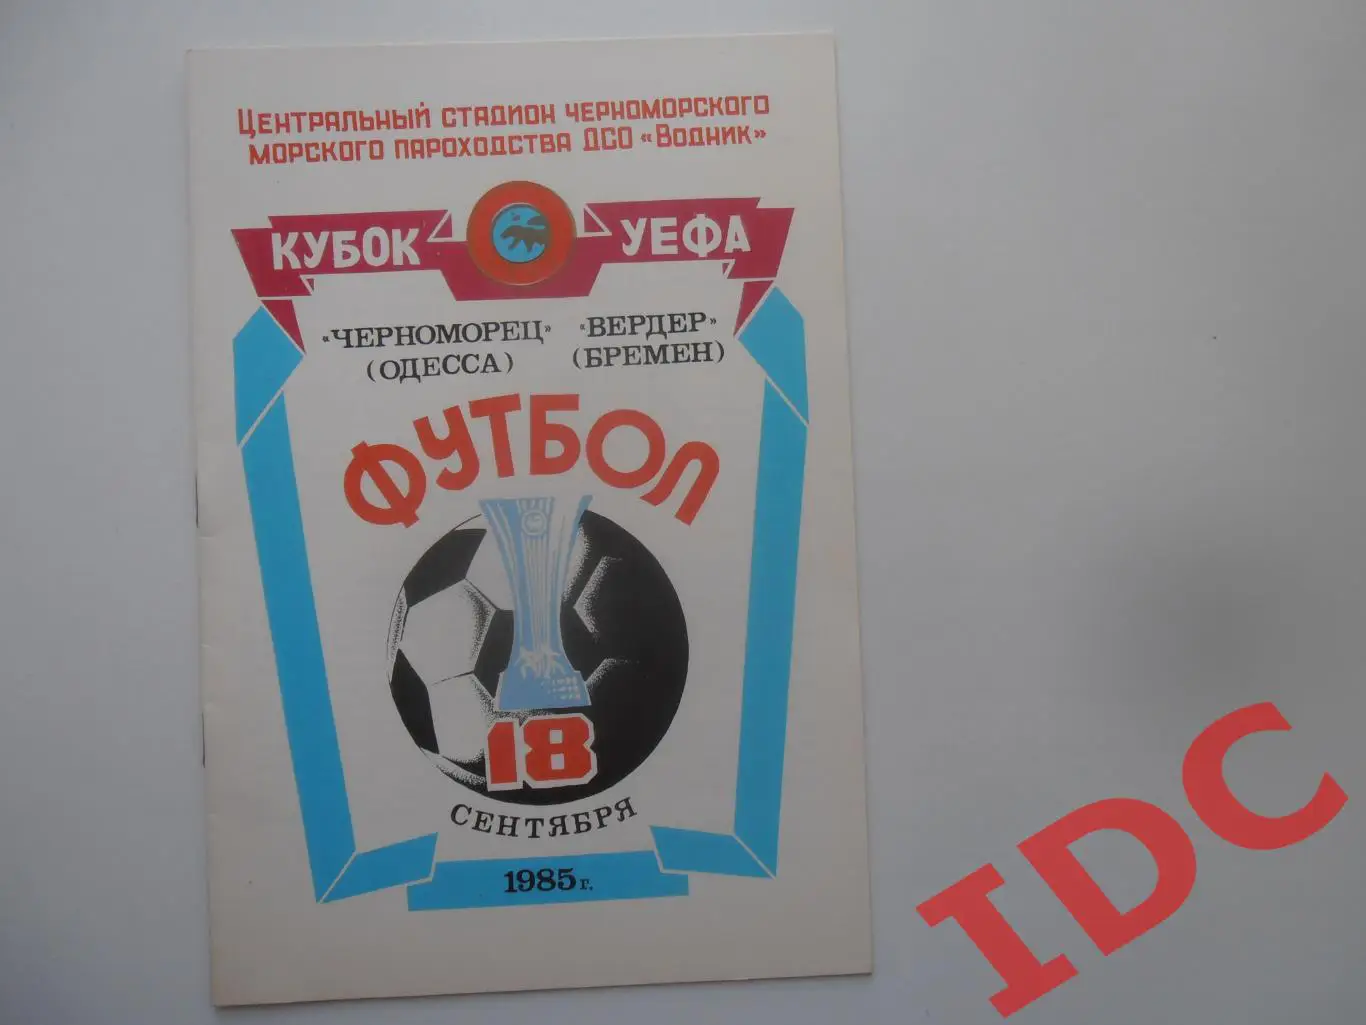 ЦЕНТРАЛЬНЫЙ СТАДИОН ЧЕРНОМОРСКОГО
МОРСКОГО ПАРОХОДСТВА ДСО «ВОДНИК»
КУБОК УЕФА
«ЧЕРНОМОРЕЦ» «ВЕРДЕР»
(ОДЕССА) (БРЕМЕН)
ФУТБОЛ
18
СЕНТЯБРЯ
1985 г.
IDC